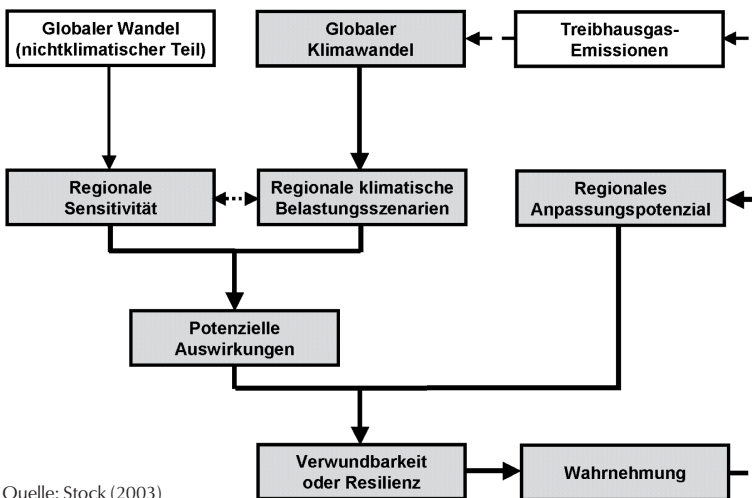 Globaler Wandel
(nichtklimatischer Teil)
Globaler
Klimawandel
Treibhausgas-
Emissionen
Regionale
Sensitivität
Regionale klimatische
Belastungsszenarien
Regionales
Anpassungspotenzial
Potenzielle
Auswirkungen
Verwundbarkeit
oder Resilienz
Wahrnehmung
Quelle: Stock (2003)